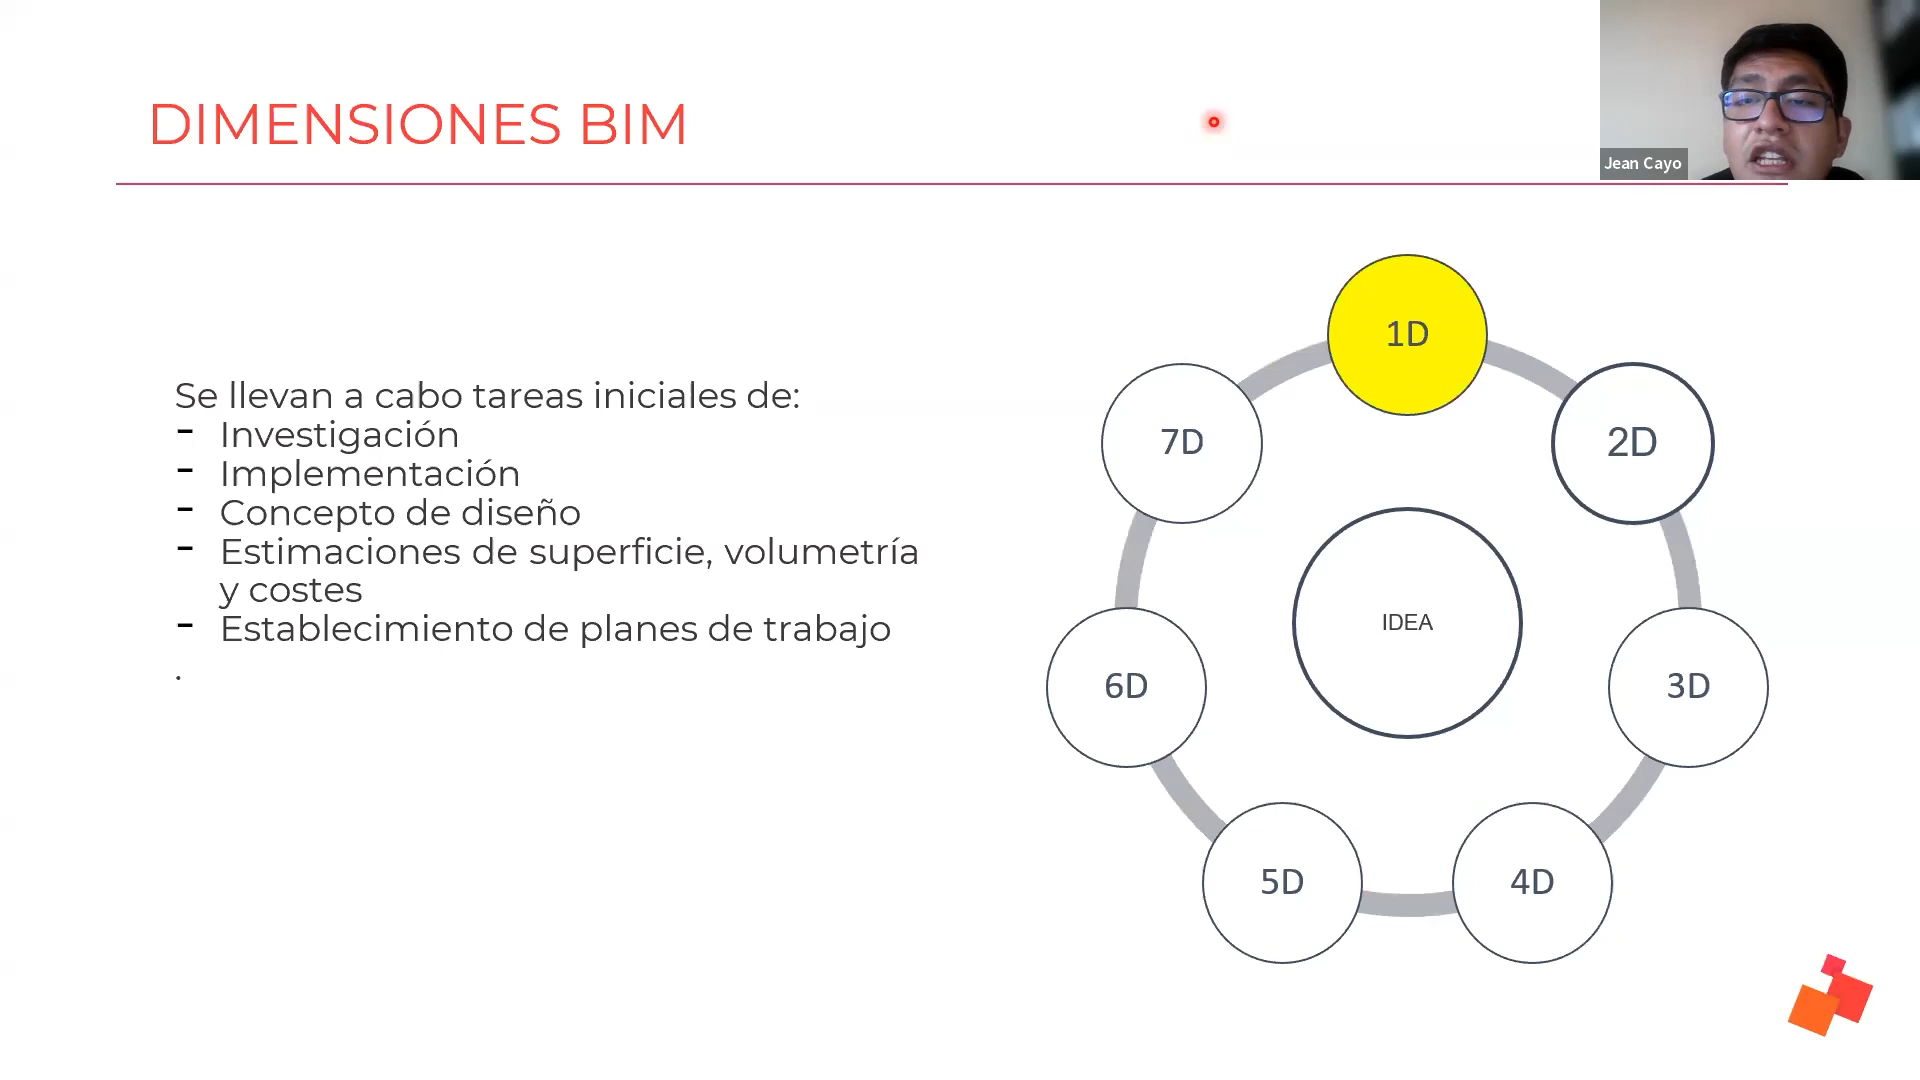 DIMENSIONES BIM
Jean Cayo
Se llevan a cabo tareas iniciales de:
- Investigación
- Implementación
- Concepto de diseño
- Estimaciones de superficie, volumetría
y costes
- Establecimiento de planes de trabajo
.
1D
2D
3D
4D
5D
6D
7D
IDEA